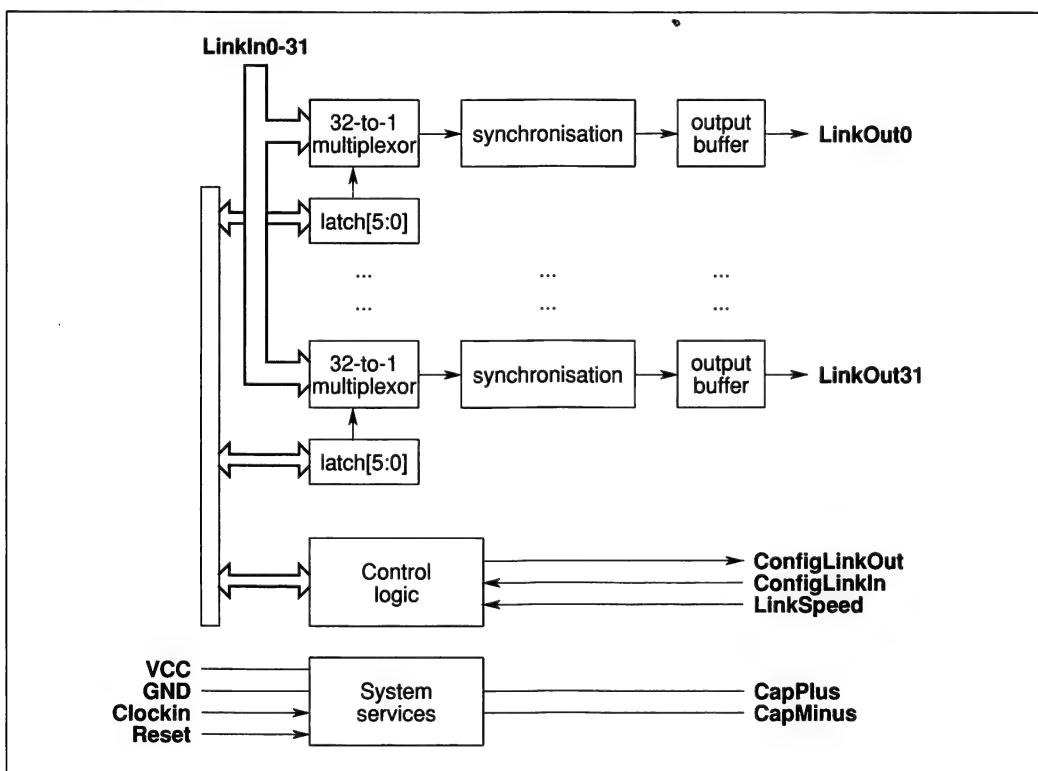 LinkIn0-31
32-to-1
multiplexor
synchronisation
output
buffer
LinkOut0
latch[5:0]
... ... ...
... ... ...
32-to-1
multiplexor
synchronisation
output
buffer
LinkOut31
latch[5:0]
Control
logic
ConfigLinkOut
ConfigLinkIn
LinkSpeed
VCC
GND
Clockin
Reset
System
services
CapPlus
CapMinus